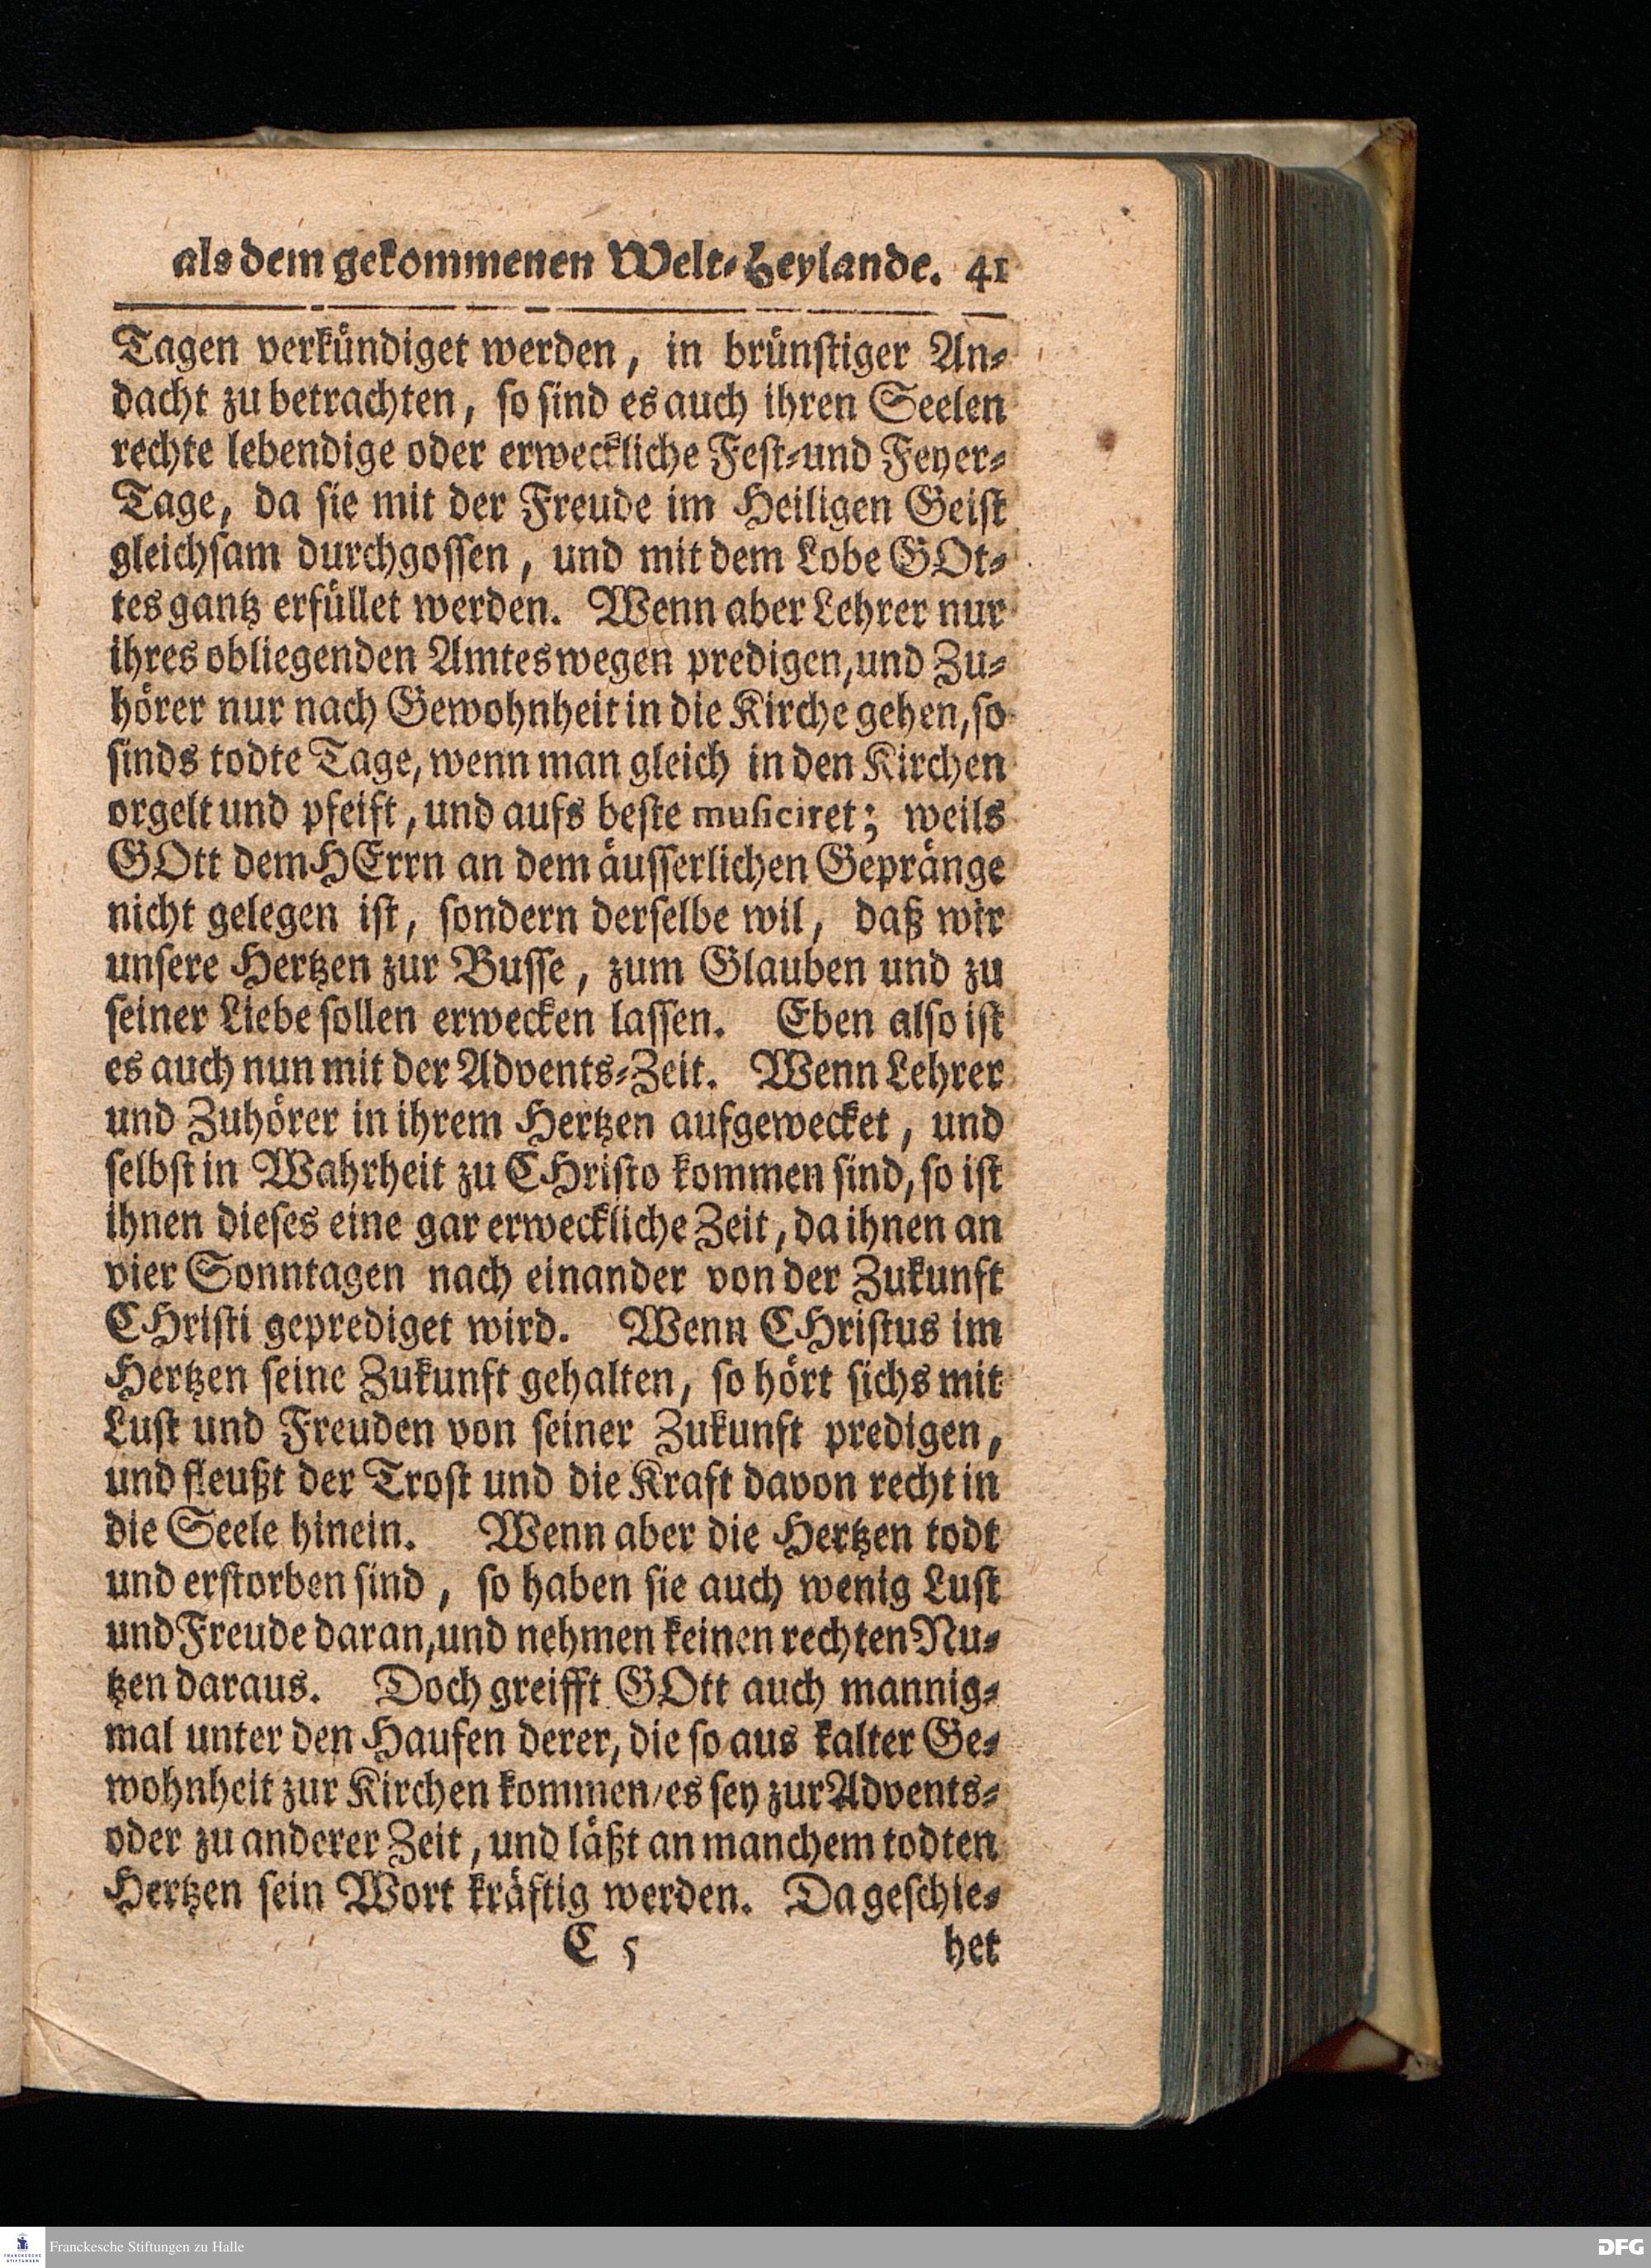 als dem gekommenen Welt-Heylande. 41
Tagen verkündiget werden, in brünstiger An-
dacht zu betrachten, so sind es auch ihren Seelen
rechte lebendige oder erweckliche Fest-und Feyer-
Tage, da sie mit der Freude im Heiligen Geist
gleichsam durchgossen, und mit dem Lobe GOt-
tes gantz erfüllet werden. Wenn aber Lehrer nur
ihres obliegenden Amtes wegen predigen, und Zu-
hörer nur nach Gewohnheit in die Kirche gehen, so
sinds todte Tage, wenn man gleich in den Kirchen
orgelt und pfeift, und aufs beste musiciret; weils
GOtt dem HErrn an dem äusserlichen Gepränge
nicht gelegen ist, sondern derselbe wil, daß wir
unsere Hertzen zur Busse, zum Glauben und zu
seiner Liebe sollen erwecken lassen. Eben also ist
es auch nun mit der Advents-Zeit. Wenn Lehrer
und Zuhörer in ihrem Hertzen aufgewecket, und
selbst in Wahrheit zu CHristo kommen sind, so ist
ihnen dieses eine gar erweckliche Zeit, da ihnen an
vier Sonntagen nach einander von der Zukunft
CHristi geprediget wird. Wenn CHristus im
Hertzen seine Zukunft gehalten, so hört sichs mit
Lust und Freuden von seiner Zukunft predigen,
und fleußt der Trost und die Kraft davon recht in
die Seele hinein. Wenn aber die Hertzen todt
und erstorben sind, so haben sie auch wenig Lust
und Freude daran, und nehmen keinen rechten Nu-
tzen daraus. Doch greifft GOtt auch mannig-
mal unter den Haufen derer, die so aus kalter Ge-
wohnheit zur Kirchen kommen/ es sey zur Advents-
oder zu anderer Zeit, und läßt an manchem todten
Hertzen sein Wort kräftig werden. Da geschie-
C 5 het
FRANCKESCHE STIFTUNGEN
Franckesche Stiftungen zu Halle
DFG